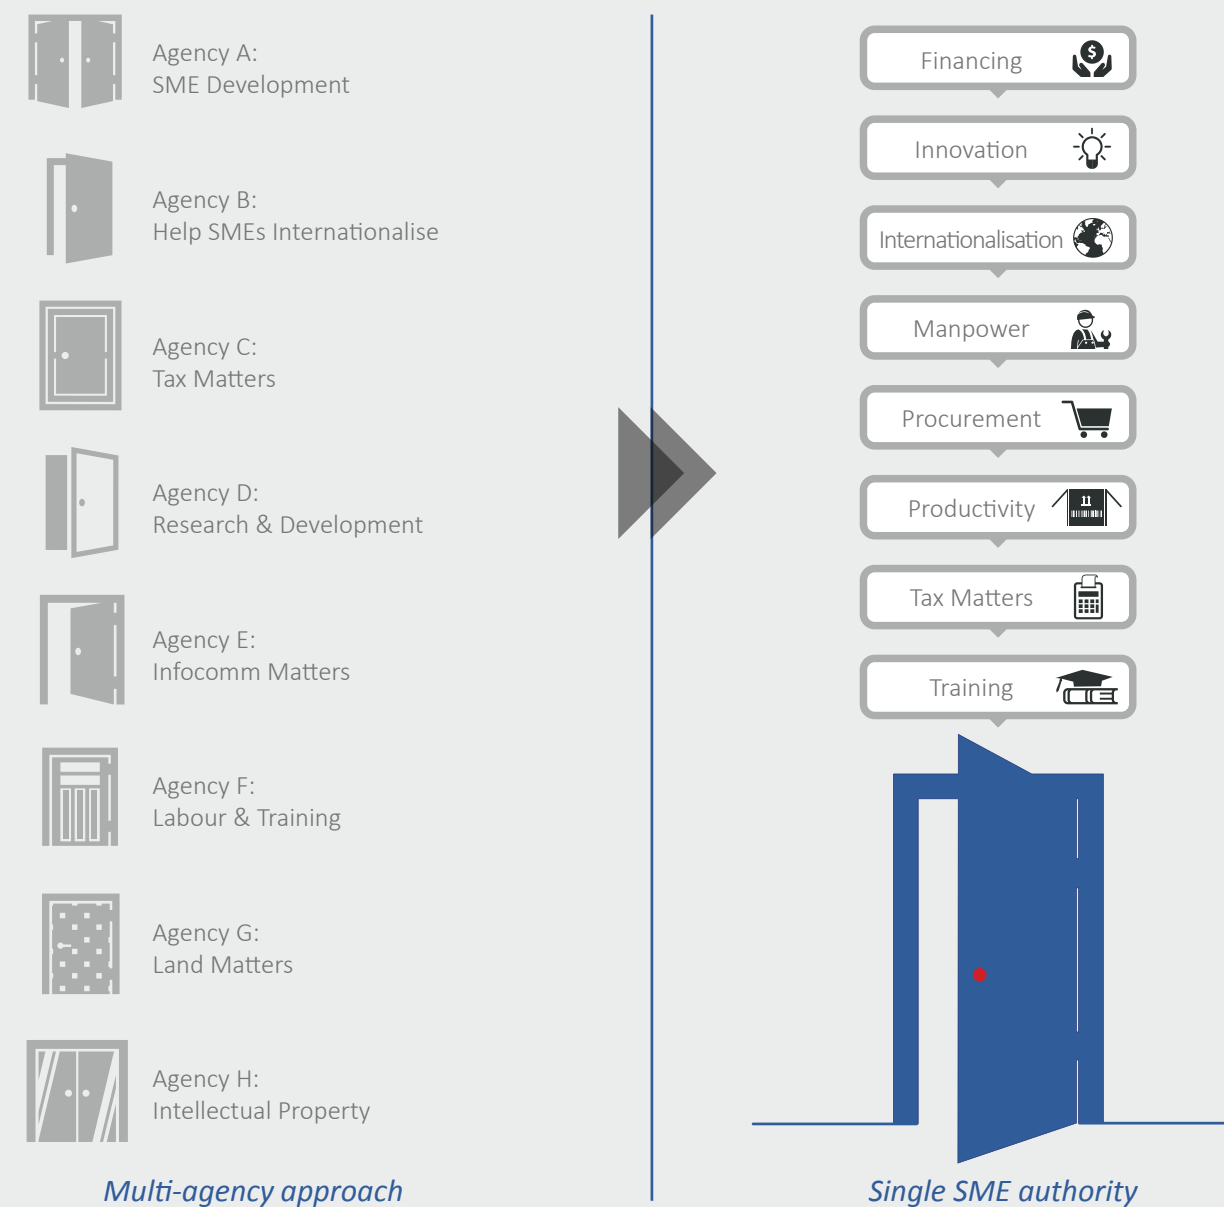 Agency A:
SME Development
Agency B:
Help SMEs Internationalise
Agency C:
Tax Matters
Agency D:
Research & Development
Agency E:
Infocomm Matters
Agency F:
Labour & Training
Agency G:
Land Matters
Agency H:
Intellectual Property
Multi-agency approach
Financing
$
Innovation
Internationalisation
Manpower
Procurement
Productivity
Tax Matters
Training
Single SME authority